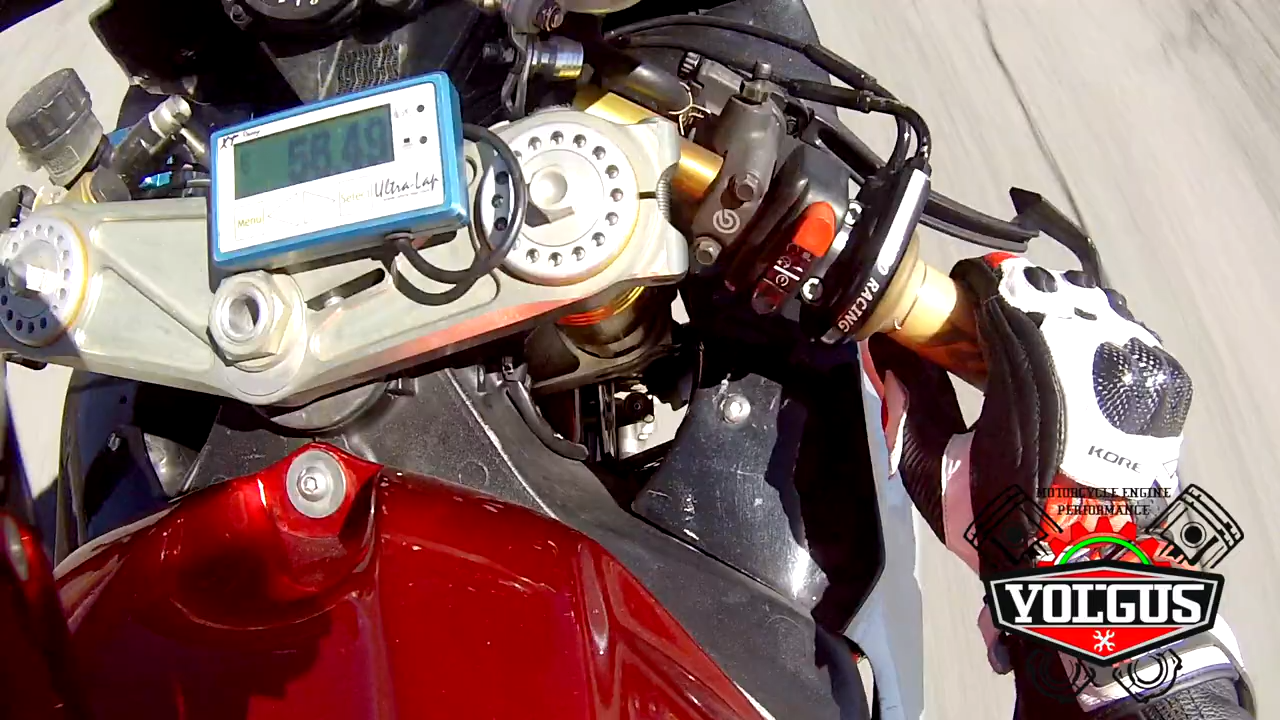 58.49
Menu
Select
Ultra-Lap
RACING
KORE
MOTORCYCLE ENGINE
PERFORMANCE
YOLGUS